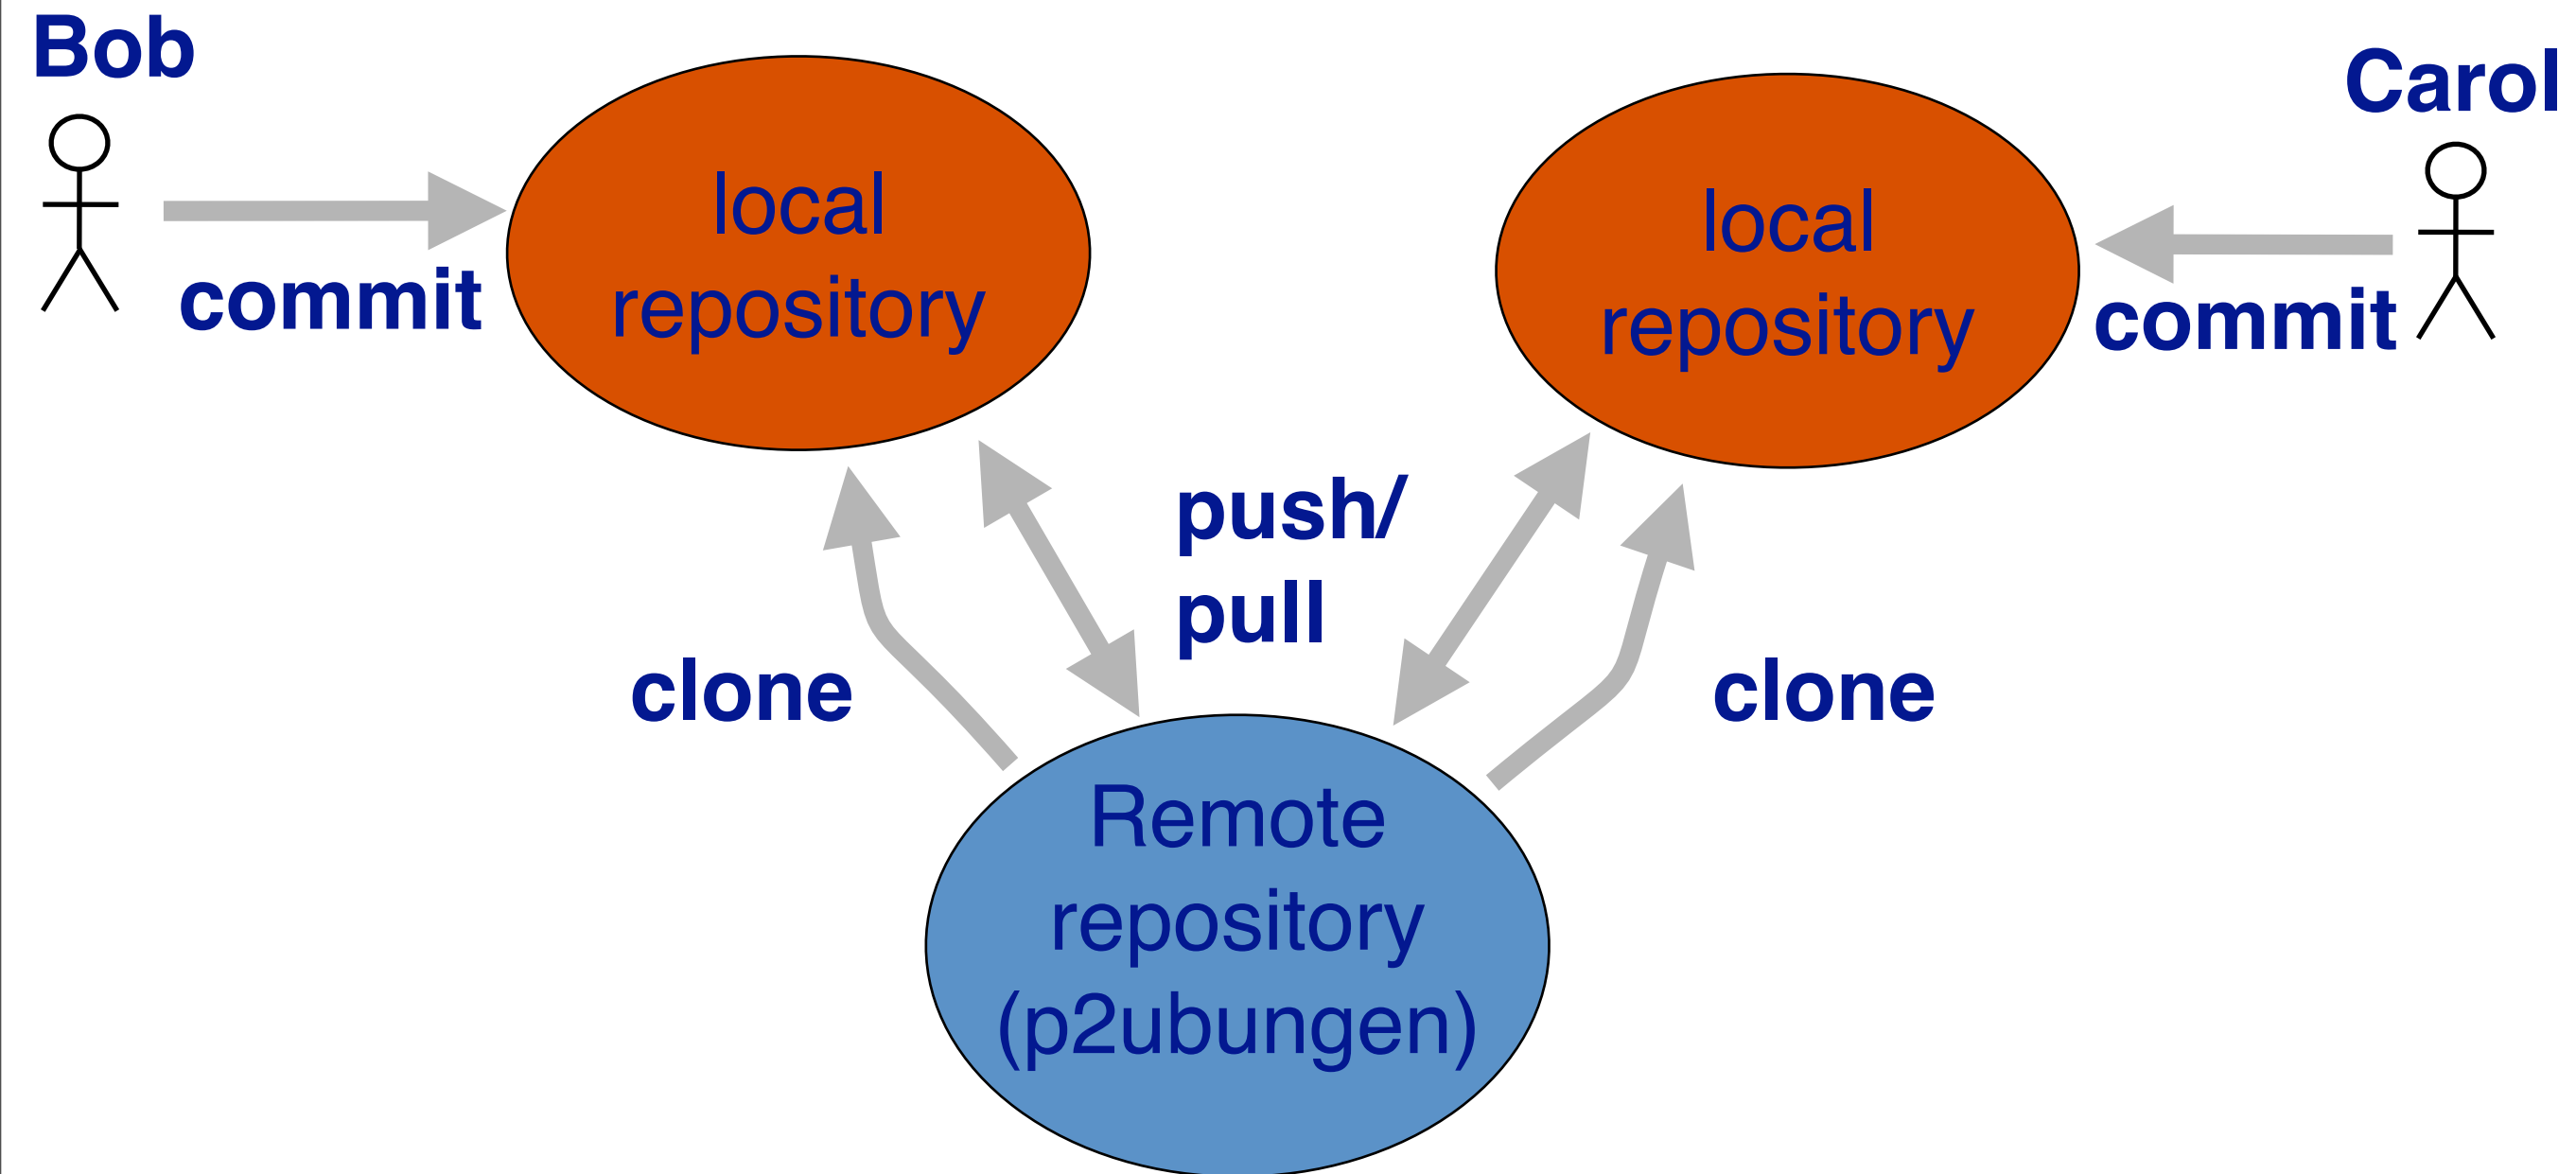 Bob
Carol
local
repository
commit
local
repository
commit
push/
pull
clone
clone
Remote
repository
(p2ubungen)